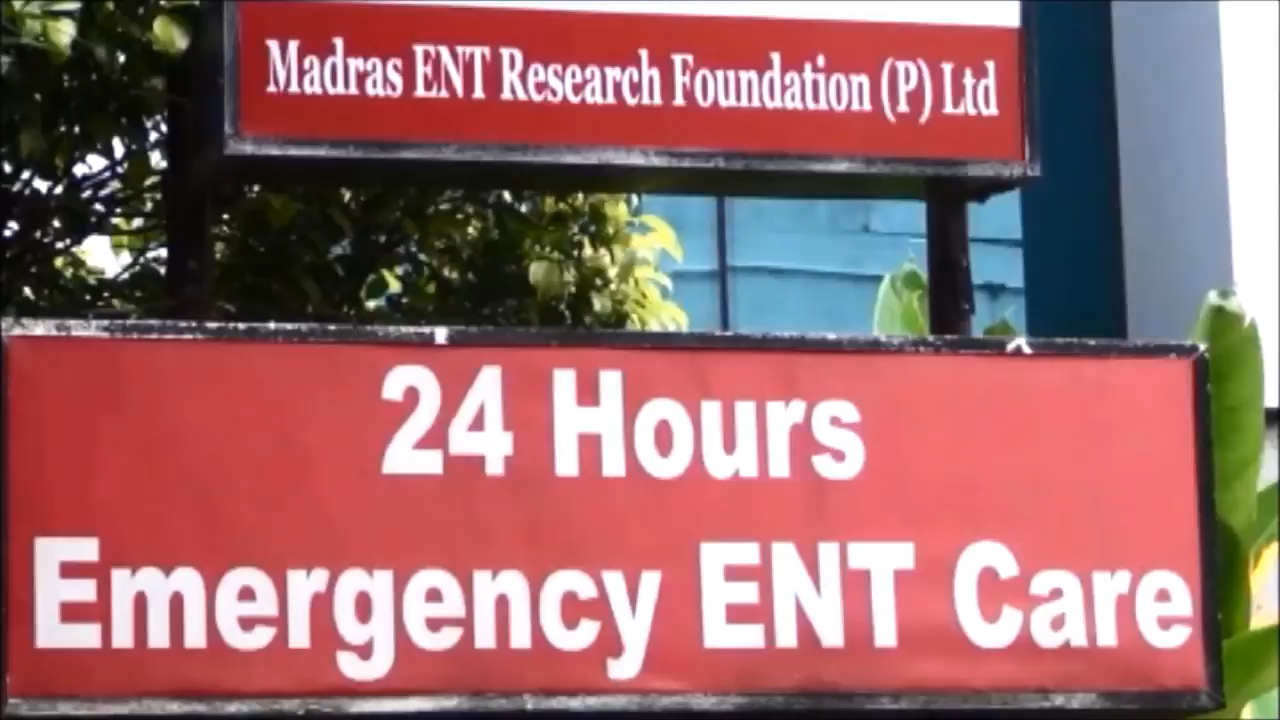 Madras ENT Research Foundation (P) Ltd
24 Hours
Emergency ENT Care